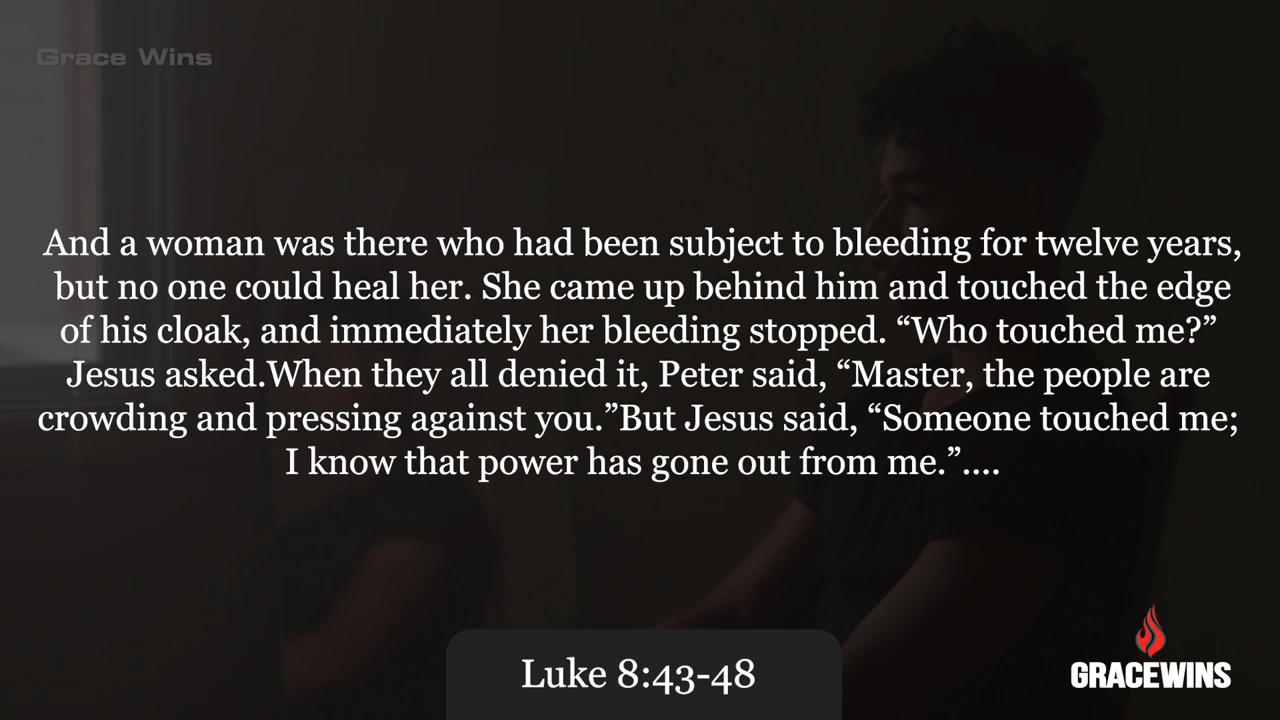 Grace Wins
And a woman was there who had been subject to bleeding for twelve years,
but no one could heal her. She came up behind him and touched the edge
of his cloak, and immediately her bleeding stopped. “Who touched me?”
Jesus asked.When they all denied it, Peter said, “Master, the people are
crowding and pressing against you.”But Jesus said, “Someone touched me;
I know that power has gone out from me.”....
Luke 8:43-48
GRACEWINS